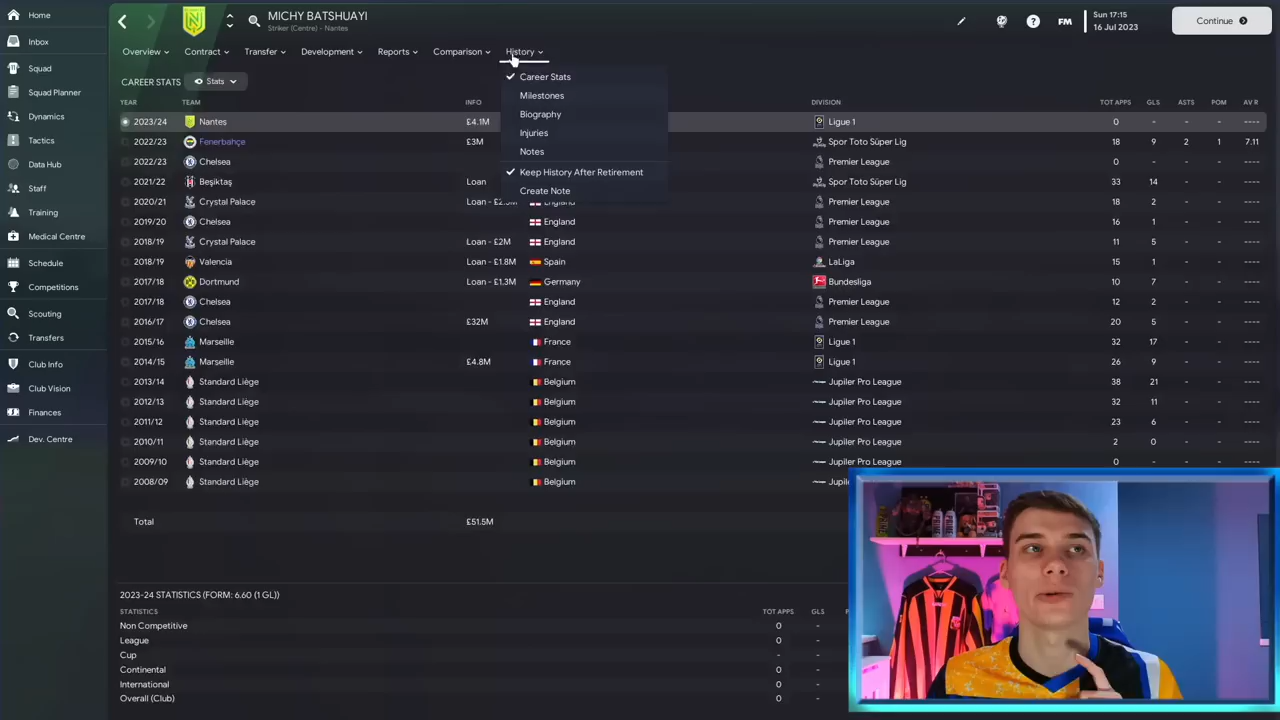 Home
Inbox
Squad
Squad Planner
Dynamics
Tactics
Data Hub
Staff
Training
Medical Centre
Schedule
Competitions
Scouting
Transfers
Club Info
Club Vision
Finances
Dev. Centre
MICHY BATSHUAYI
Striker (Centre) - Nantes
FM
Sun 17:15
16 Jul 2023
Continue
Overview Contract Transfer Development Reports Comparison History
CAREER STATS Stats
Career Stats
Milestones
Biography
Injuries
Notes
Keep History After Retirement
Create Note
YEAR TEAM INFO DIVISION TOT APPS GLS ASTS POM AV R
2023/24 Nantes £4.1M Ligue 1 0 - - - ----
2022/23 Fenerbahçe £3M Spor Toto Süper Lig 18 9 2 1 7.11
2022/23 Chelsea Premier League 0 - - - ----
2021/22 Beşiktaş Loan Spor Toto Süper Lig 33 14 - - ----
2020/21 Crystal Palace England Premier League 18 2 - - ----
2019/20 Chelsea England Premier League 16 1 - - ----
2018/19 Crystal Palace Loan - £2M England Premier League 11 5 - - ----
2018/19 Valencia Loan - £1.8M Spain LaLiga 15 1 - - ----
2017/18 Dortmund Loan - £1.3M Germany Bundesliga 10 7 - - ----
2017/18 Chelsea England Premier League 12 2 - - ----
2016/17 Chelsea £32M England Premier League 20 5 - - ----
2015/16 Marseille France Ligue 1 32 17 - - ----
2014/15 Marseille £4.8M France Ligue 1 26 9 - - ----
2013/14 Standard Liège Belgium Jupiler Pro League 38 21 - - ----
2012/13 Standard Liège Belgium Jupiler Pro League 32 11 - - ----
2011/12 Standard Liège Belgium Jupiler Pro League 23 6 - - ----
2010/11 Standard Liège Belgium Jupiler Pro League 2 0 - - ----
2009/10 Standard Liège Belgium Jupiler Pro League 0 - - - ----
2008/09 Standard Liège Belgium
Total £51.5M
2023-24 STATISTICS (FORM: 6.60 (1 GL))
STATISTICS TOT APPS GLS
Non Competitive 0 -
League 0 -
Cup - -
Continental 0 -
International 0 -
Overall (Club) 0 -